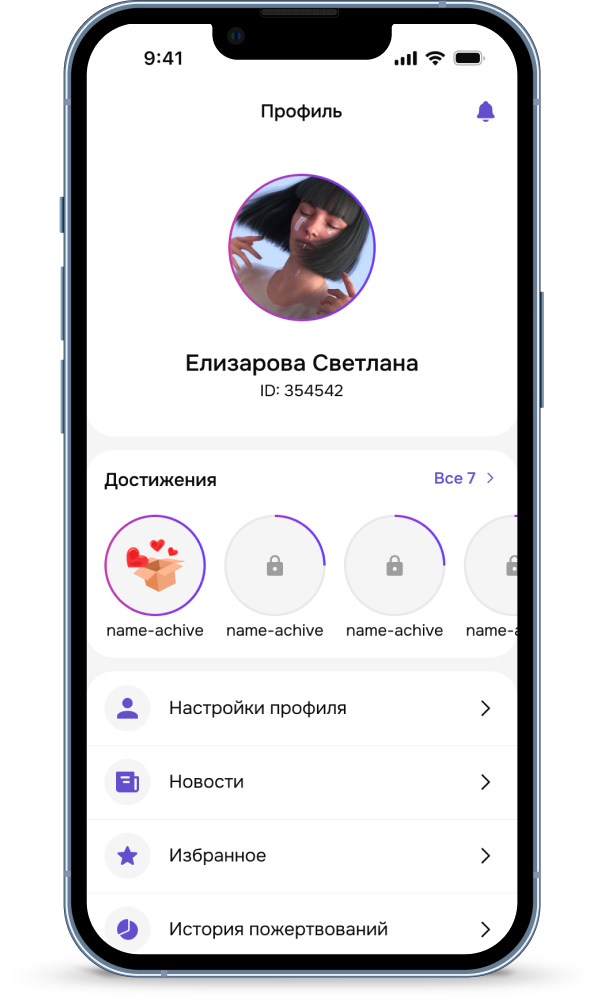 9:41
Профиль
Елизарова Светлана
ID: 354542
Достижения
Все 7
name-achive
name-achive
name-achive
name-a
Настройки профиля
Новости
Избранное
История пожертвований